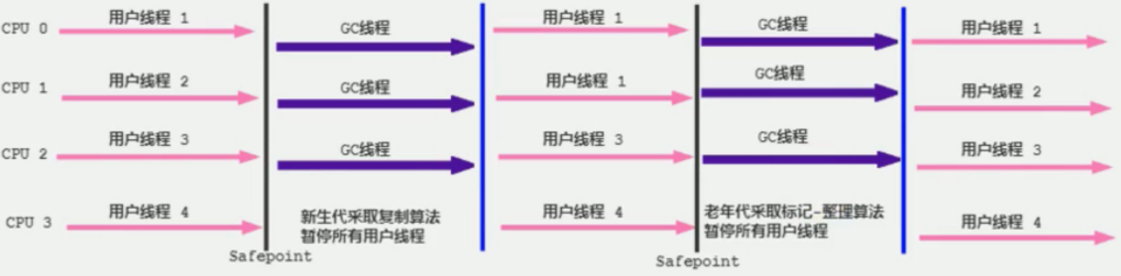 CPU 0
用户线程 1
GC线程
用户线程 1
GC线程
用户线程 1
CPU 1
用户线程 2
GC线程
用户线程 1
GC线程
用户线程 2
CPU 2
用户线程 3
GC线程
用户线程 3
GC线程
用户线程 3
CPU 3
用户线程 4
新生代采取复制算法
暂停所有用户线程
用户线程 4
老年代采取标记-整理算法
暂停所有用户线程
用户线程 4
Safepoint
Safepoint